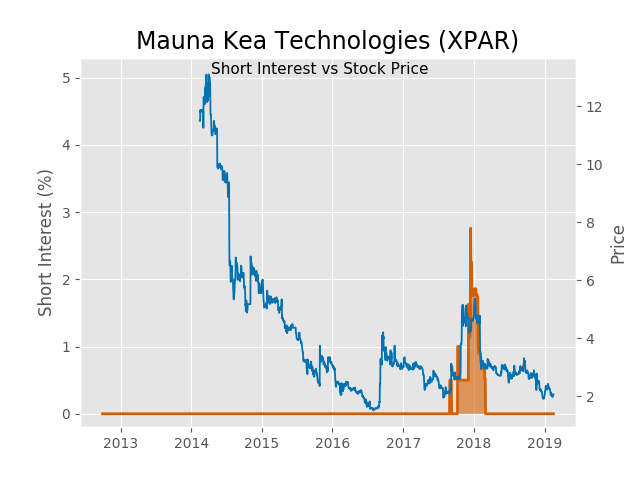 Mauna Kea Technologies (XPAR)
Short Interest vs Stock Price
Short Interest (%)
Price
5
4
3
2
1
0
12
10
8
6
4
2
2013 2014 2015 2016 2017 2018 2019